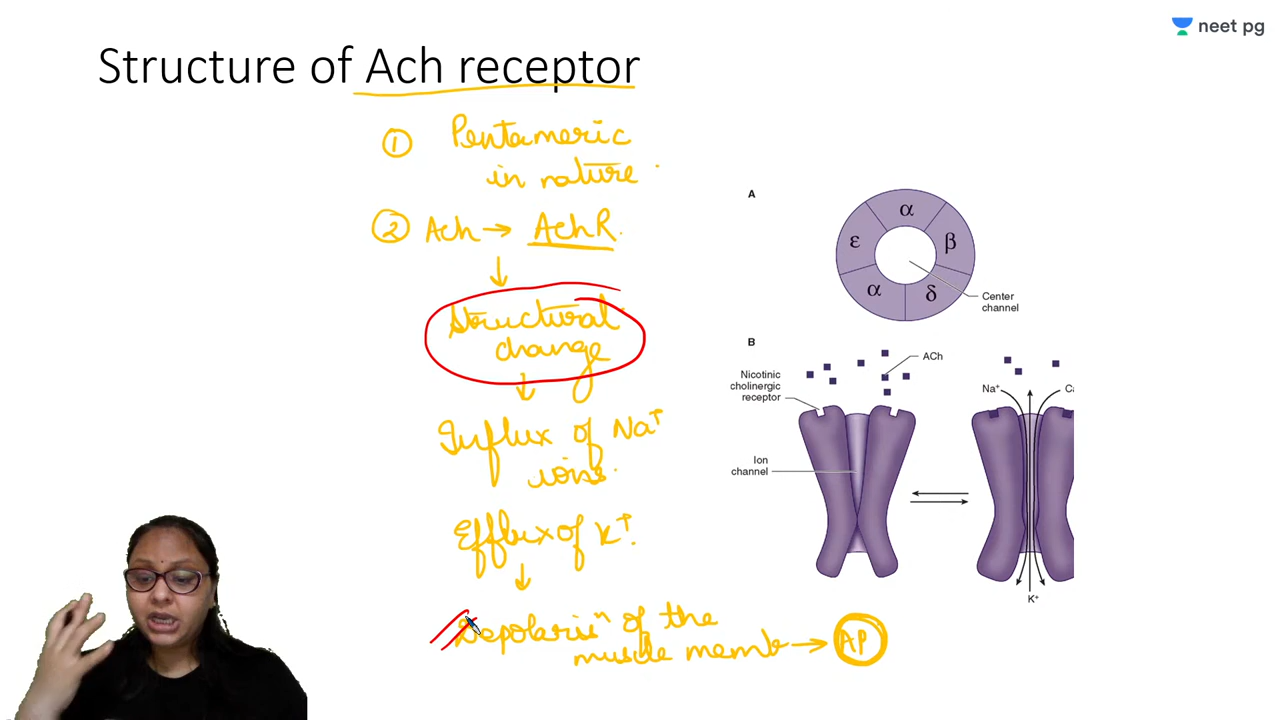 neet pg
Structure of Ach receptor
① Pentameric
in nature.
② Ach → AchR.
Structural
change
Influx of Na⁺
ions.
Efflux of K⁺.
Depolarisⁿ of the
muscle memb → AP
A
α
ε
β
α
δ
Center
channel
B
ACh
Nicotinic
cholinergic
receptor
Na⁺
Ca
Ion
channel
K⁺